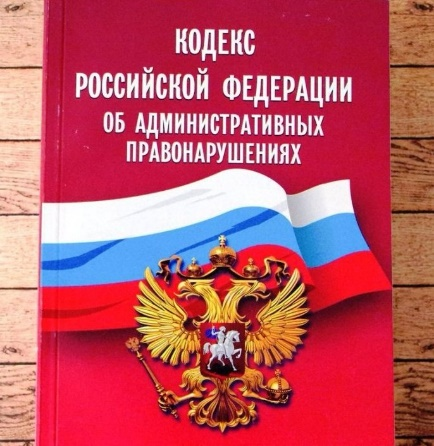 КОДЕКС
РОССИЙСКОЙ ФЕДЕРАЦИИ
ОБ АДМИНИСТРАТИВНЫХ
ПРАВОНАРУШЕНИЯХ